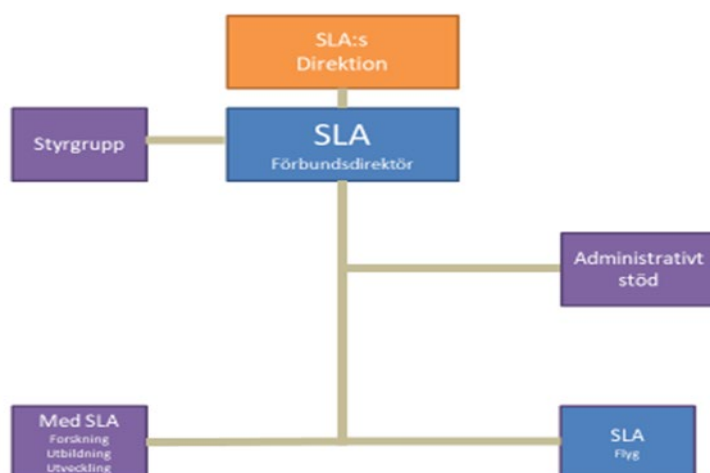 SLA:s
Direktion
Styrgrupp
SLA
Förbundsdirektör
Administrativt
stöd
Med SLA
Forskning
Utbildning
Utveckling
SLA
Flyg